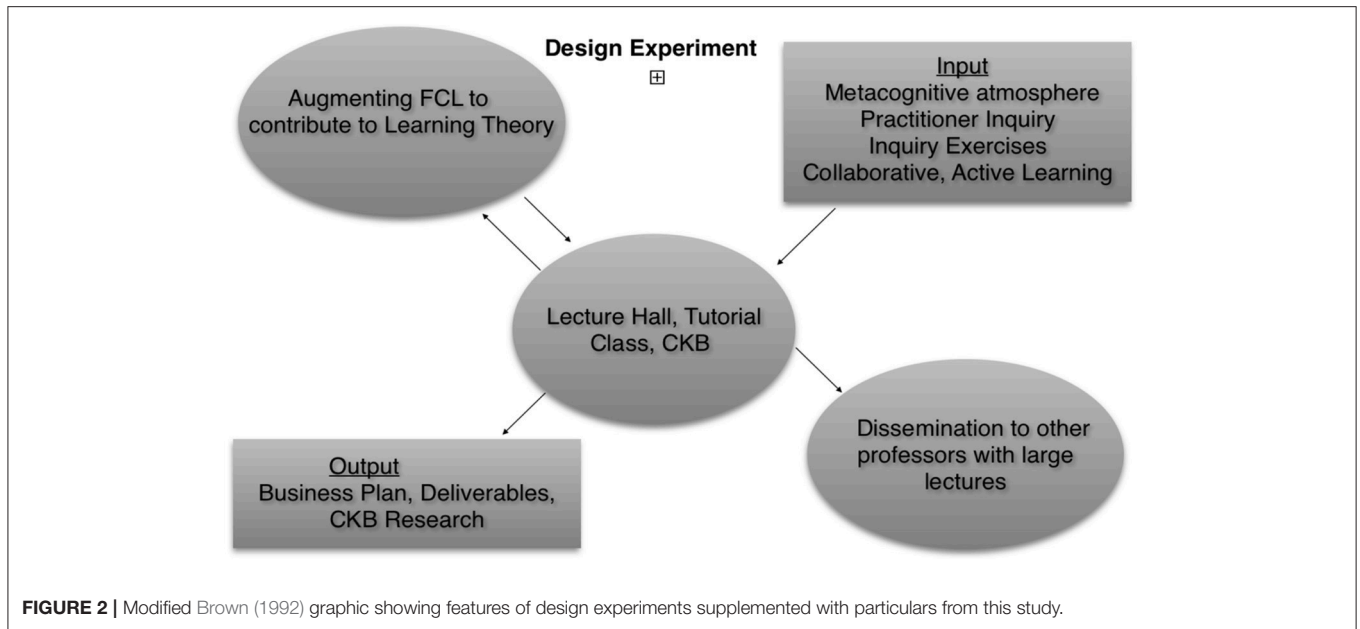 Design Experiment
Augmenting FCL to
contribute to Learning Theory
Input
Metacognitive atmosphere
Practitioner Inquiry
Inquiry Exercises
Collaborative, Active Learning
Lecture Hall, Tutorial
Class, CKB
Output
Business Plan, Deliverables,
CKB Research
Dissemination to other
professors with large
lectures
FIGURE 2 | Modified Brown (1992) graphic showing features of design experiments supplemented with particulars from this study.